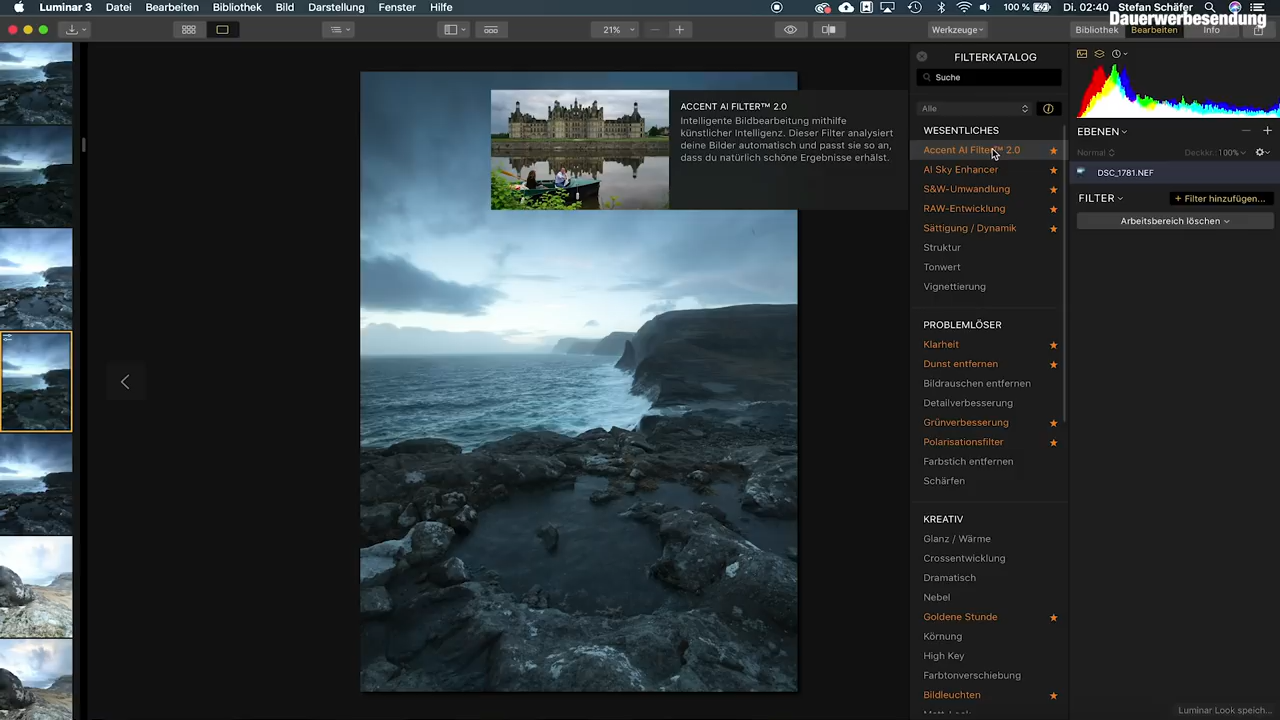 Luminar 3 Datei Bearbeiten Bibliothek Bild Darstellung Fenster Hilfe 100 % Di. 02:40 Stefan Schäfer
Dauerwerbesendung
21% Werkzeuge Bibliothek Bearbeiten Info
FILTERKATALOG
Suche
Alle
WESENTLICHES
Accent AI Filter™ 2.0
AI Sky Enhancer
S&W-Umwandlung
RAW-Entwicklung
Sättigung / Dynamik
Struktur
Tonwert
Vignettierung
PROBLEMLÖSER
Klarheit
Dunst entfernen
Bildrauschen entfernen
Detailverbesserung
Grünverbesserung
Polarisationsfilter
Farbstich entfernen
Schärfen
KREATIV
Glanz / Wärme
Crossentwicklung
Dramatisch
Nebel
Goldene Stunde
Körnung
High Key
Farbtonverschiebung
Bildleuchten
ACCENT AI FILTER™ 2.0
Intelligente Bildbearbeitung mithilfe
künstlicher Intelligenz. Dieser Filter analysiert
deine Bilder automatisch und passt sie so an,
dass du natürlich schöne Ergebnisse erhälst.
EBENEN
Normal Deckkr.: 100%
DSC_1781.NEF
FILTER + Filter hinzufügen...
Arbeitsbereich löschen
Luminar Look speich...